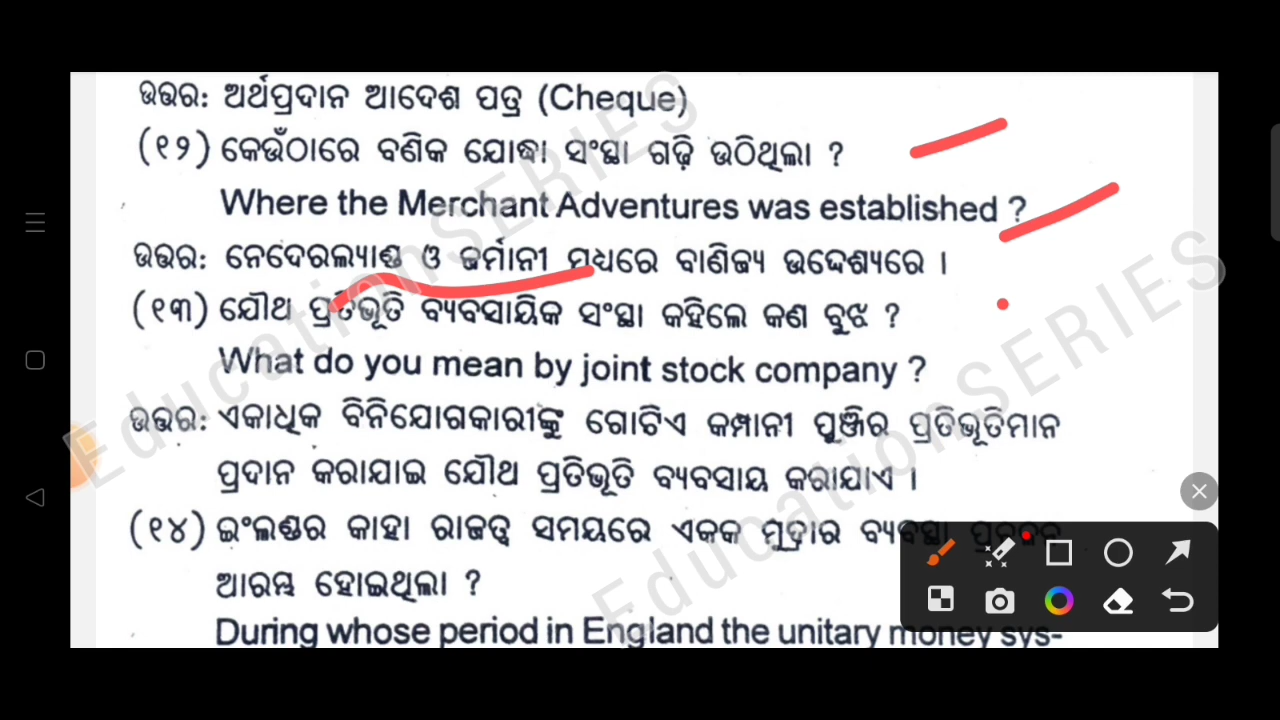 ଉତ୍ତର: ଅର୍ଥପ୍ରଦାନ ଆଦେଶ ପତ୍ର (Cheque)
(୧୨) କେଉଁଠାରେ ବଣିକ ଯୋଦ୍ଧା ସଂସ୍ଥା ଗଢ଼ି ଉଠିଥିଲା ?
Where the Merchant Adventures was established ?
ଉତ୍ତର: ନେଦେରଲ୍ୟାଣ୍ଡ ଓ ଜର୍ମାନୀ ମଧ୍ୟରେ ବାଣିଜ୍ୟ ଉଦ୍ଦେଶ୍ୟରେ ।
(୧୩) ଯୌଥ ପ୍ରତିଭୂତି ବ୍ୟବସାୟିକ ସଂସ୍ଥା କହିଲେ କଣ ବୁଝ ?
What do you mean by joint stock company ?
ଉତ୍ତର: ଏକାଧିକ ବିନିଯୋଗକାରୀଙ୍କୁ ଗୋଟିଏ କମ୍ପାନୀ ପୁଞ୍ଜିର ପ୍ରତିଭୂତିମାନ
ପ୍ରଦାନ କରାଯାଇ ଯୌଥ ପ୍ରତିଭୂତି ବ୍ୟବସାୟ କରାଯାଏ ।
(୧୪) ଇଂଲଣ୍ଡର କାହା ରାଜତ୍ୱ ସମୟରେ ଏକକ ମୁଦ୍ରାର ବ୍ୟବସ୍ଥା
ଆରମ୍ଭ ହୋଇଥିଲା ?
During whose period in England the unitary money sys-
EducationSERIES
EducationSERIES